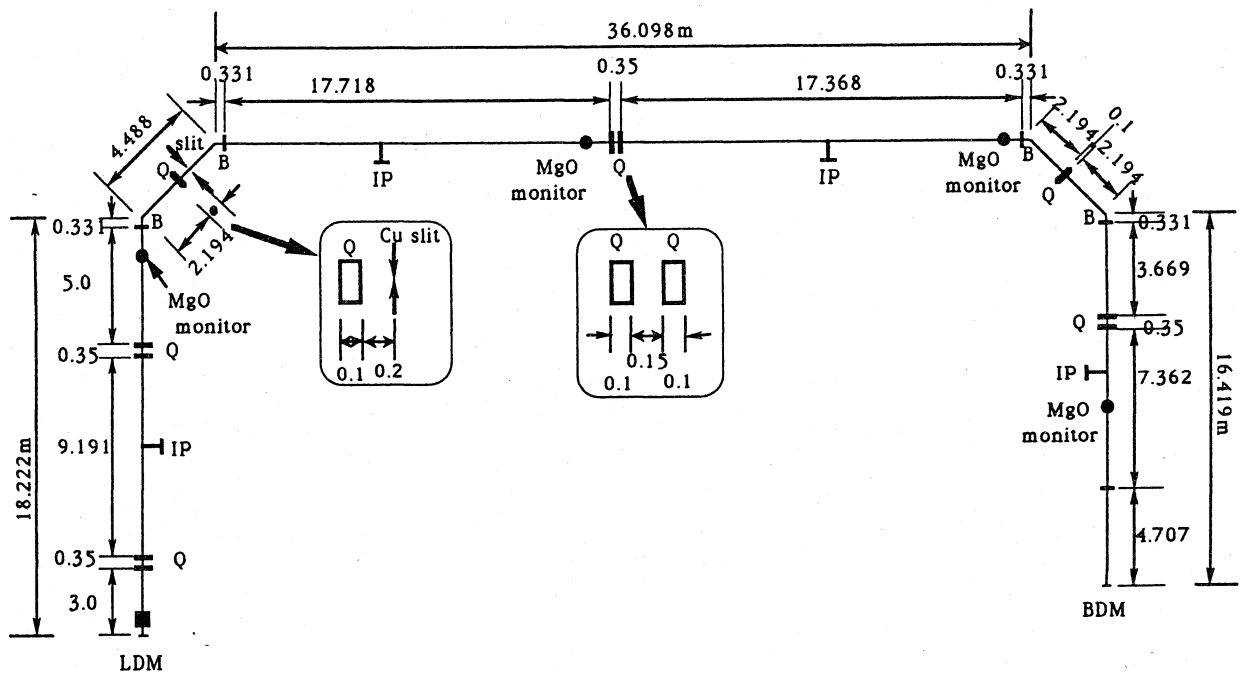 36.098m
0.331
17.718
0.35
17.368
0.331
4.488
slit
Q
B
IP
MgO
monitor
Q
IP
MgO
monitor
B
2.194
0.1
2.194
Q
B
0.331
B
2.194
0.331
5.0
MgO
monitor
Q
Cu slit
0.1
0.2
Q
Q
0.15
0.1
0.1
3.669
Q
0.35
0.35
Q
IP
7.362
MgO
monitor
16.419m
18.222m
9.191
IP
4.707
0.35
Q
3.0
BDM
LDM